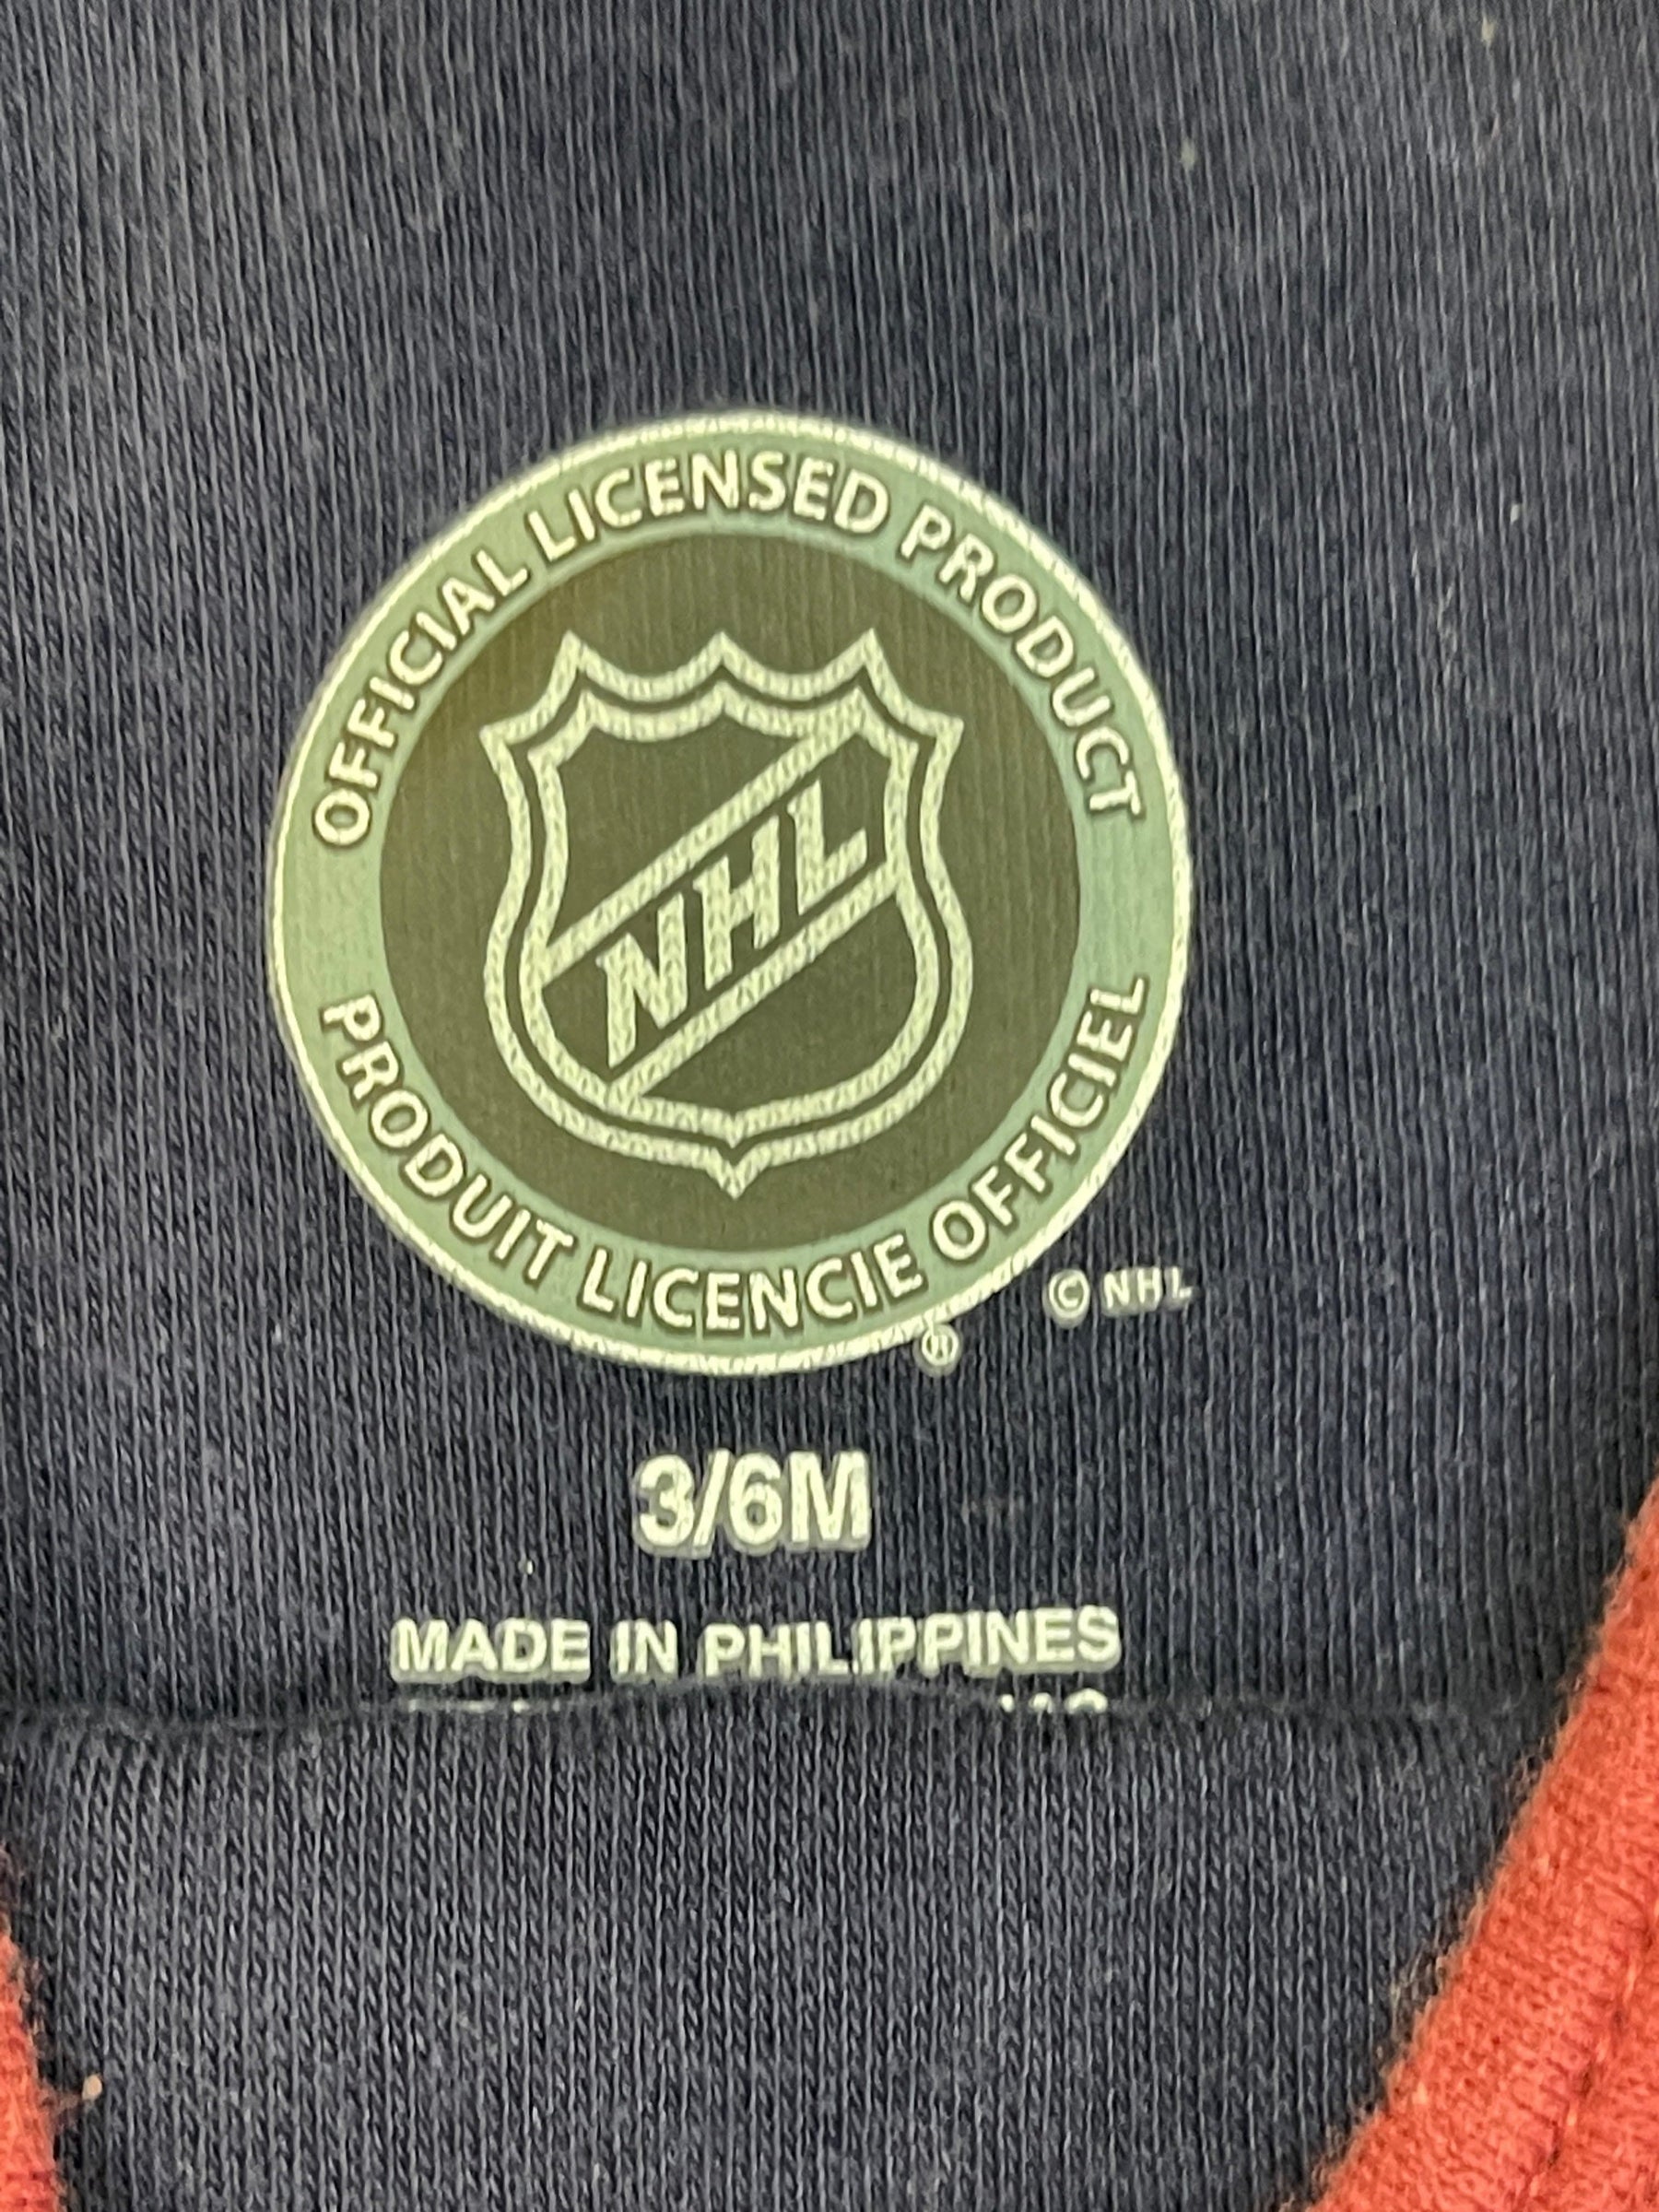 OFFICIAL LICENSED PRODUCT
NHL
PRODUIT LICENCIE OFFICIEL
®
© NHL
3/6M
MADE IN PHILIPPINES